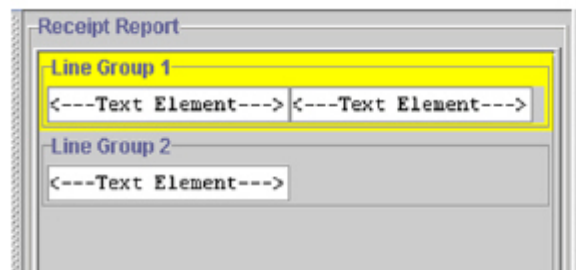 Receipt Report
Line Group 1
<---Text Element---> <---Text Element--->
Line Group 2
<---Text Element--->